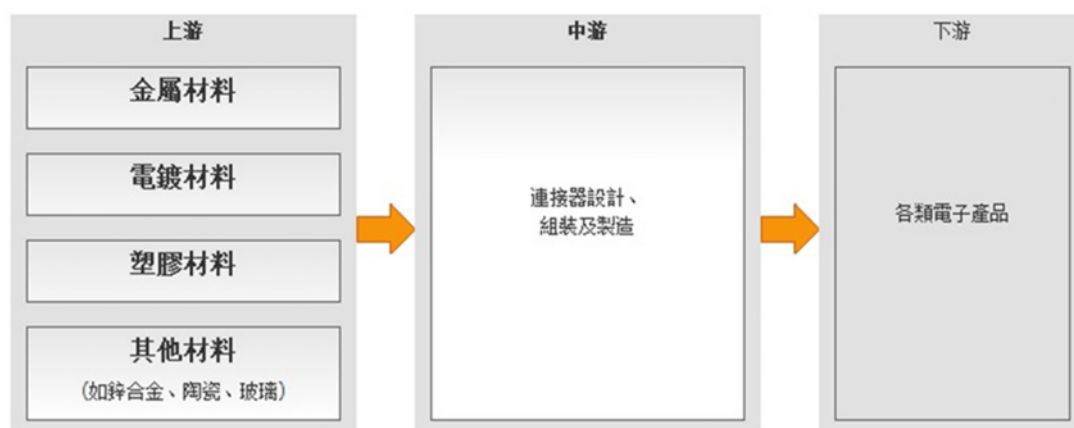 上游
金屬材料
電鍍材料
塑膠材料
其他材料
(如鋅合金、陶瓷、玻璃)
中游
連接器設計、
組裝及製造
下游
各類電子產品